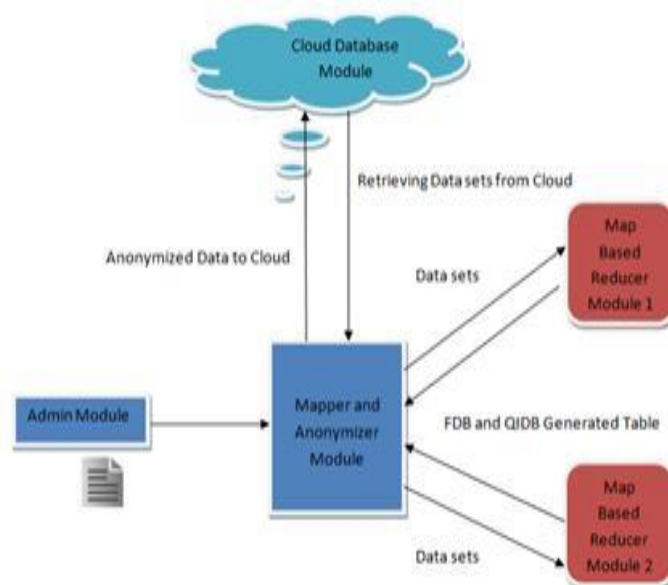 Cloud Database
Module
Retrieving Data sets from Cloud
Anonymized Data to Cloud
Data sets
Map
Based
Reducer
Module 1
Admin Module
Mapper and
Anonymizer
Module
FDB and QIDB Generated Table
Data sets
Map
Based
Reducer
Module 2